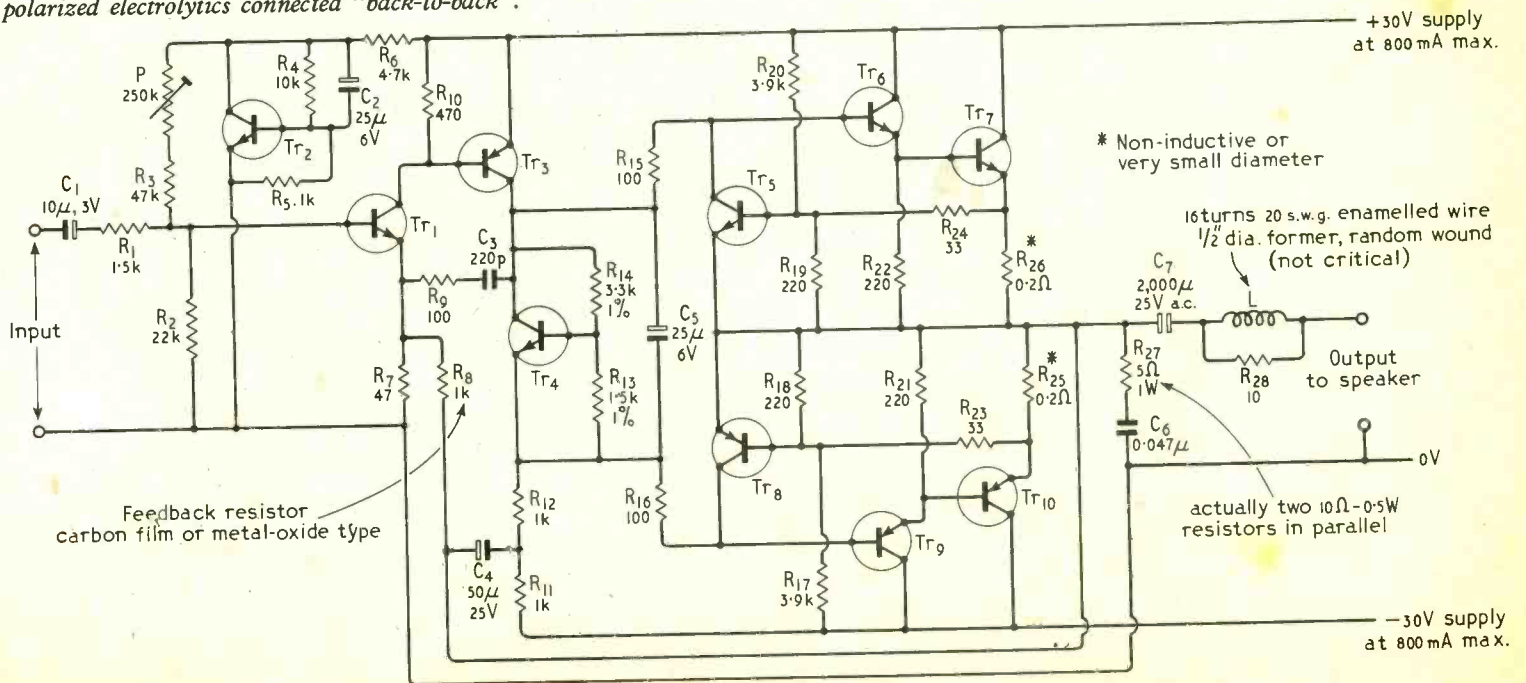 polarized electrolytics connected "back-to-back".
+30V supply
at 800mA max.
P
250k
R4
10k
C2
25μ
6V
R6
4.7k
R10
470
R20
3.9k
Tr6
Tr7
* Non-inductive or
very small diameter
Tr2
Tr3
R3
47k
R5 .1k
R15
100
Tr5
C1
10μ, 3V
R1
1.5k
Tr1
C3
220p
R9
100
R14
3.3k
1%
R24
33
R19
220
R22
220
*
R26
0.2Ω
16turns 20 s.w.g. enamelled wire
1/2" dia. former, random wound
(not critical)
C7
2,000μ
25V a.c.
L
Input
R2
22k
C5
25μ
6V
Tr4
R13
1.5k
1%
R7
47
R8
1k
R18
220
R21
220
*
R25
0.2Ω
R27
5Ω
1W
R28
10
Output
to speaker
R23
33
C6
0.047μ
0V
Tr8
Tr9
Tr10
R12
1k
R16
100
Feedback resistor
carbon film or metal-oxide type
actually two 10Ω-0.5W
resistors in parallel
C4
50μ
25V
R11
1k
R17
3.9k
-30V supply
at 800mA max.